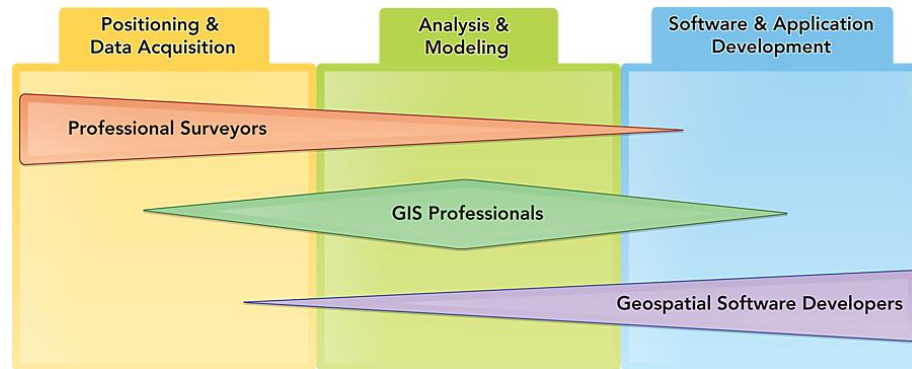 Positioning &
Data Acquisition
Analysis &
Modeling
Software & Application
Development
Professional Surveyors
GIS Professionals
Geospatial Software Developers